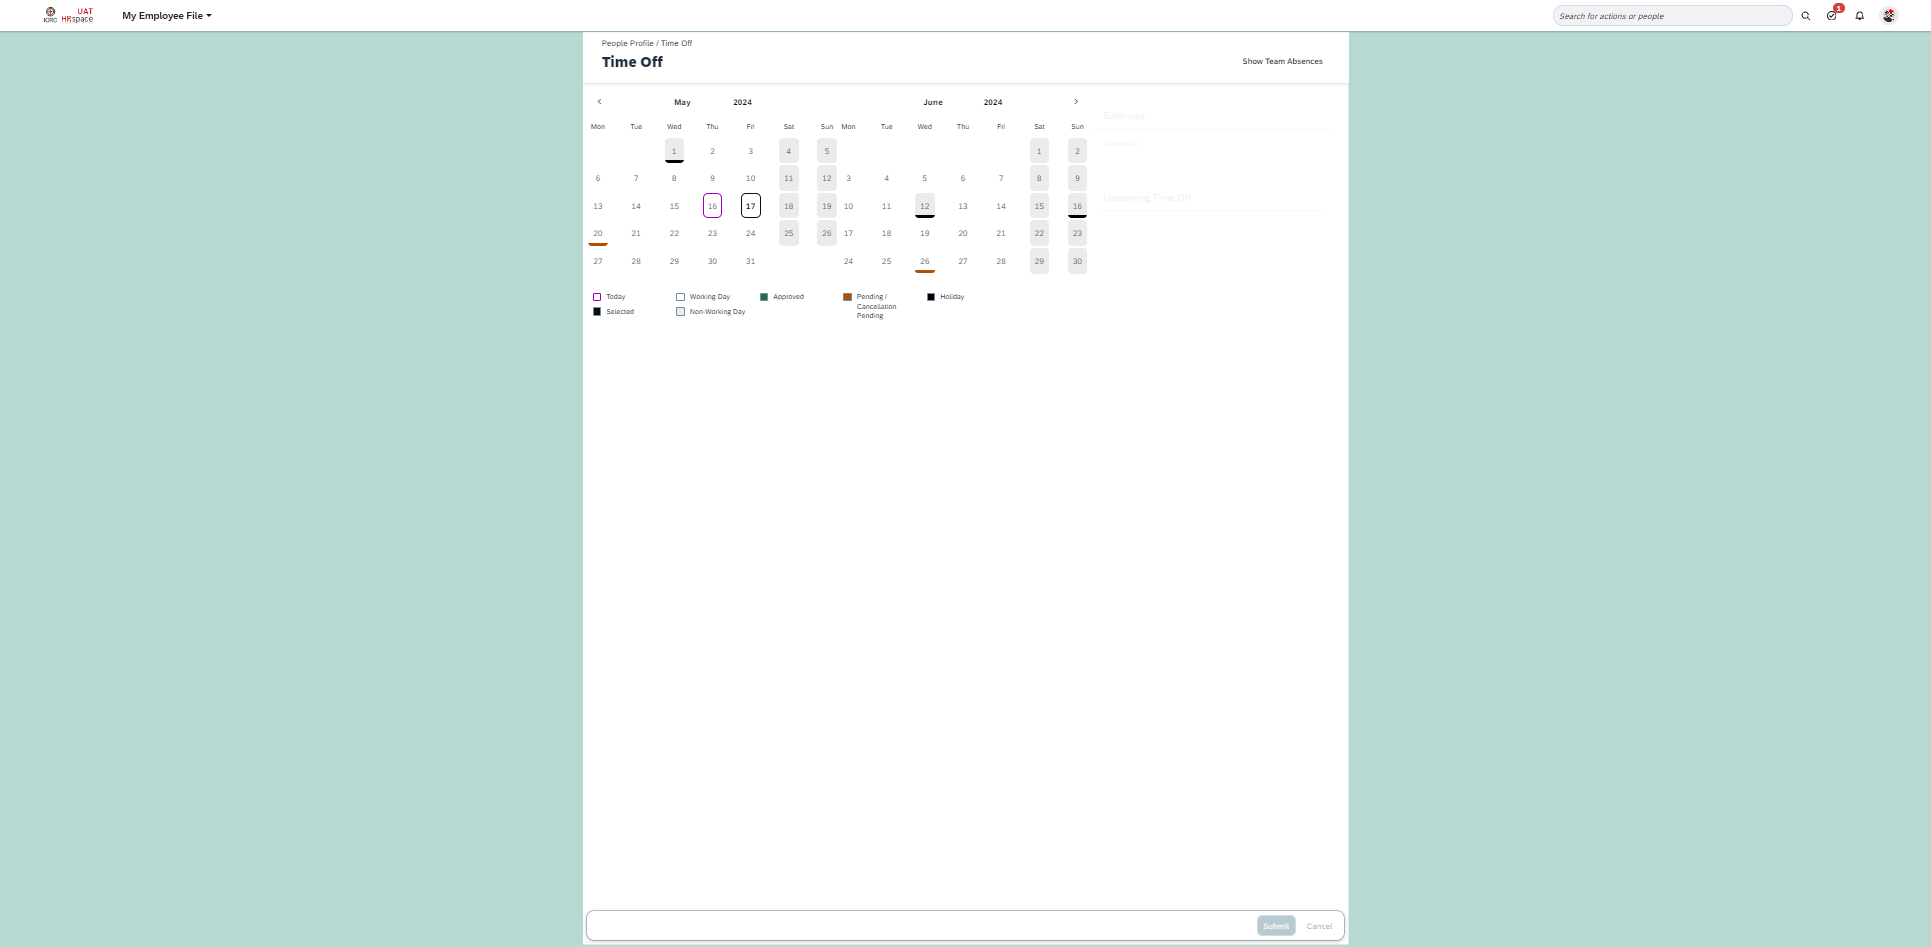 ICRC
UAT
HRspace
My Employee File
Search for actions or people
1
People Profile / Time Off
Time Off
Show Team Absences
May 2024
Mon Tue Wed Thu Fri Sat Sun
1 2 3 4 5
6 7 8 9 10 11 12
13 14 15 16 17 18 19
20 21 22 23 24 25 26
27 28 29 30 31
June 2024
Mon Tue Wed Thu Fri Sat Sun
1 2
3 4 5 6 7 8 9
10 11 12 13 14 15 16
17 18 19 20 21 22 23
24 25 26 27 28 29 30
Today
Working Day
Approved
Pending /
Cancellation
Pending
Holiday
Selected
Non-Working Day
Balances
Show All
Upcoming Time Off
Submit
Cancel